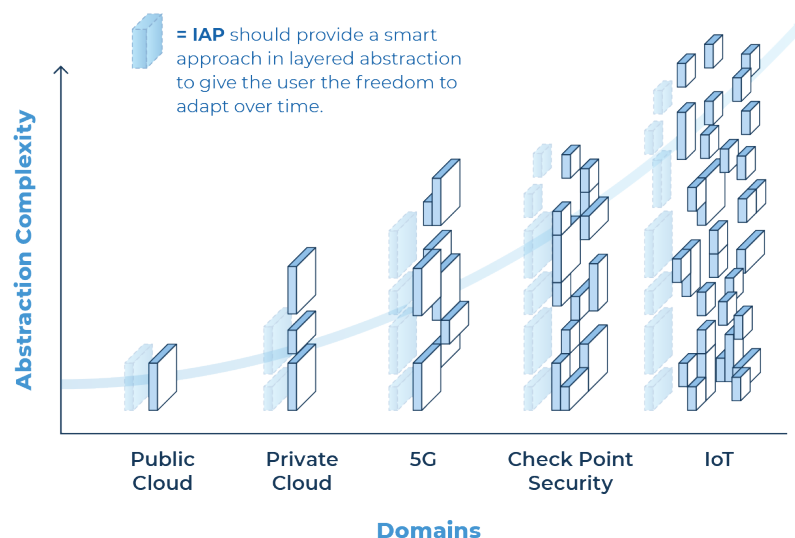 = IAP should provide a smart
approach in layered abstraction
to give the user the freedom to
adapt over time.
Abstraction Complexity
Public
Cloud
Private
Cloud
5G
Check Point
Security
IoT
Domains